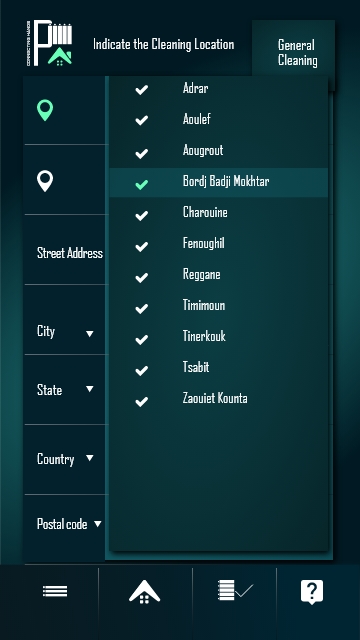 Indicate the Cleaning Location
General
Cleaning
Adrar
Aoulef
Aougrout
Bordj Badji Mokhtar
Charouine
Street Address
Fenoughil
Reggane
Timimoun
City
Tinerkouk
Tsabit
State
Zaouiet Kounta
Country
Postal code